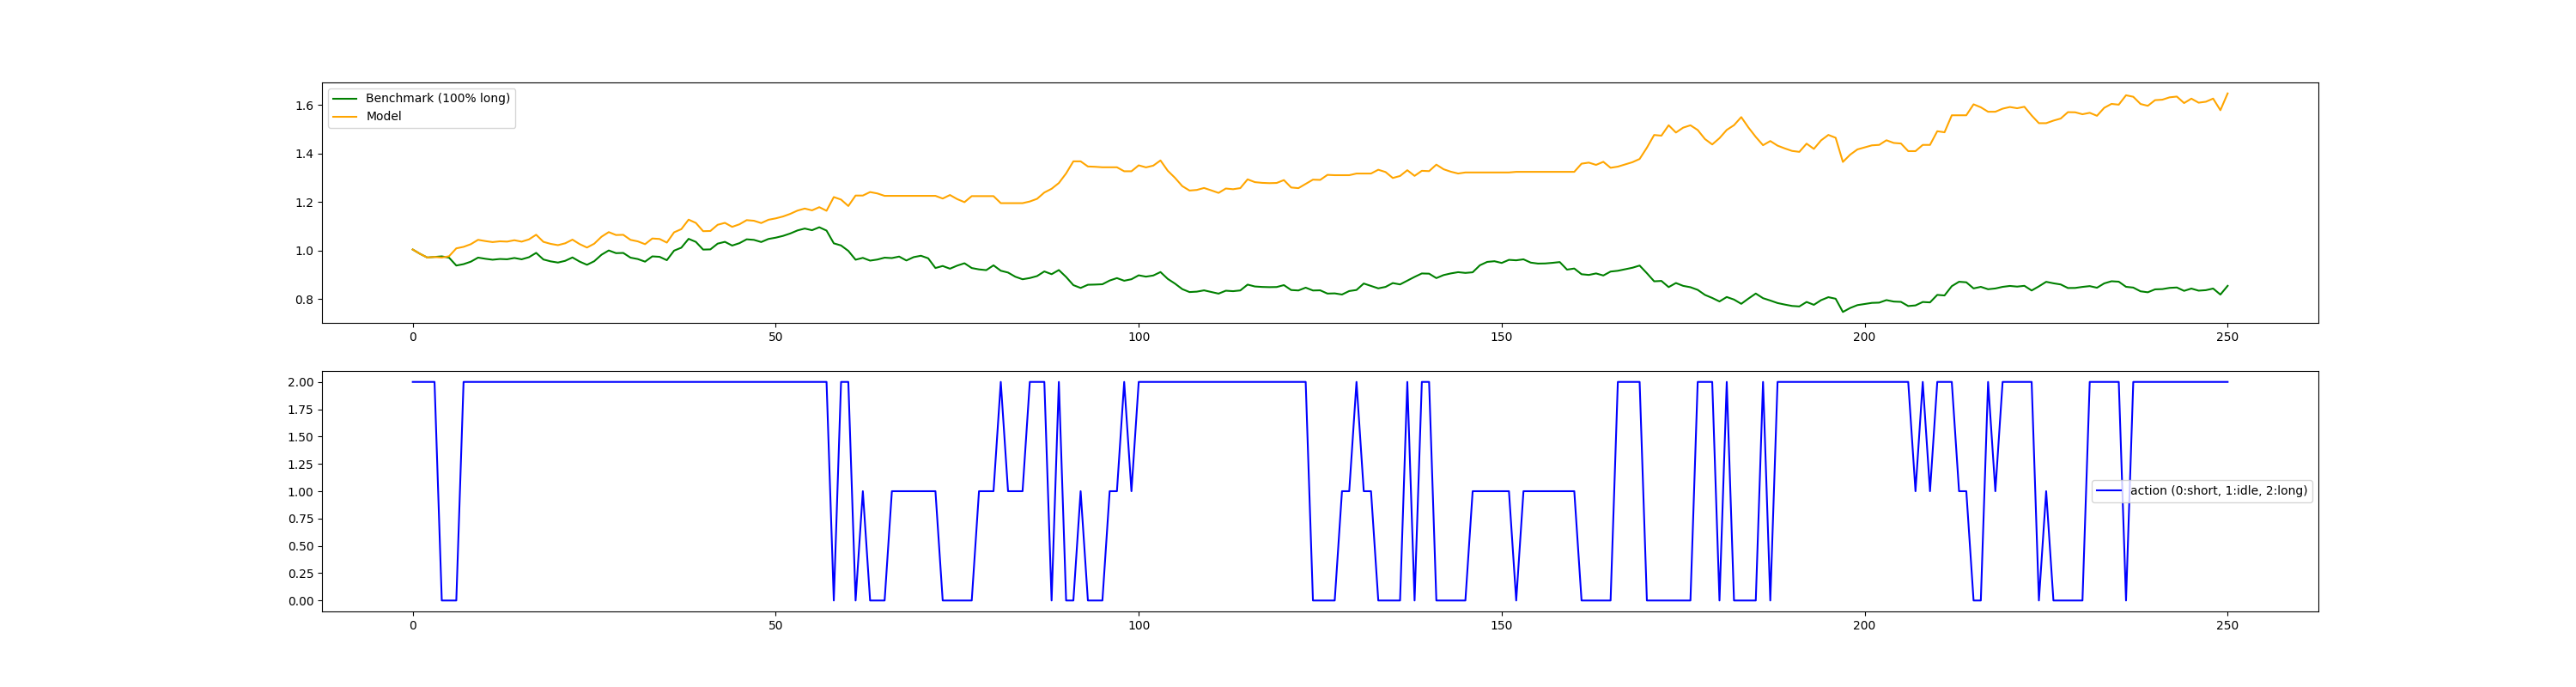 Benchmark (100% long)
Model
1.6
1.4
1.2
1.0
0.8
0 50 100 150 200 250
2.00
1.75
1.50
1.25
1.00
0.75
0.50
0.25
0.00
action (0:short, 1:idle, 2:long)
0 50 100 150 200 250